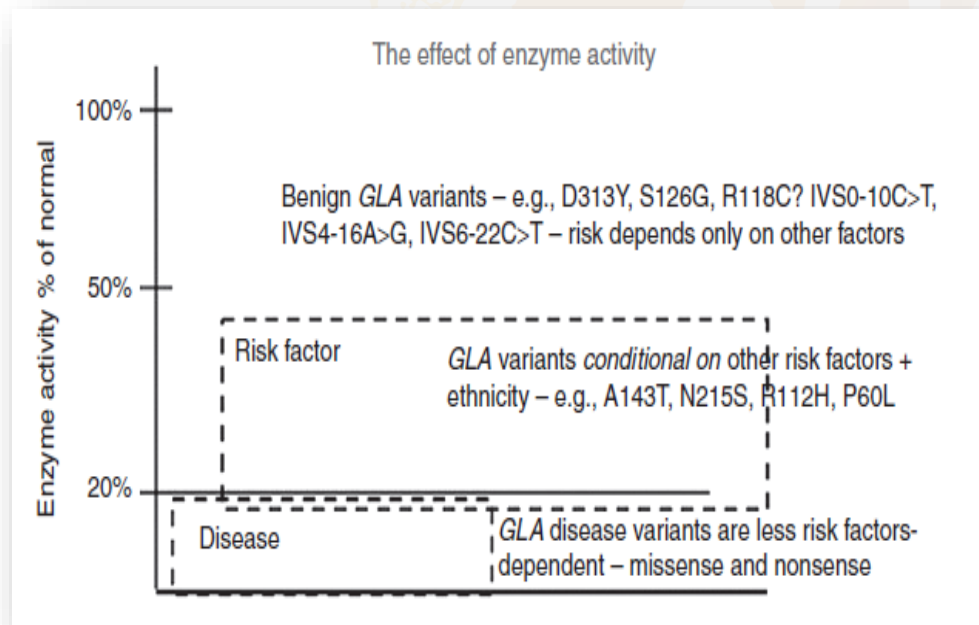 The effect of enzyme activity
Enzyme activity % of normal
100%
Benign GLA variants – e.g., D313Y, S126G, R118C? IVS0-10C>T,
IVS4-16A>G, IVS6-22C>T – risk depends only on other factors
50%
Risk factor
GLA variants conditional on other risk factors +
ethnicity – e.g., A143T, N215S, R112H, P60L
20%
Disease
GLA disease variants are less risk factors-
dependent – missense and nonsense